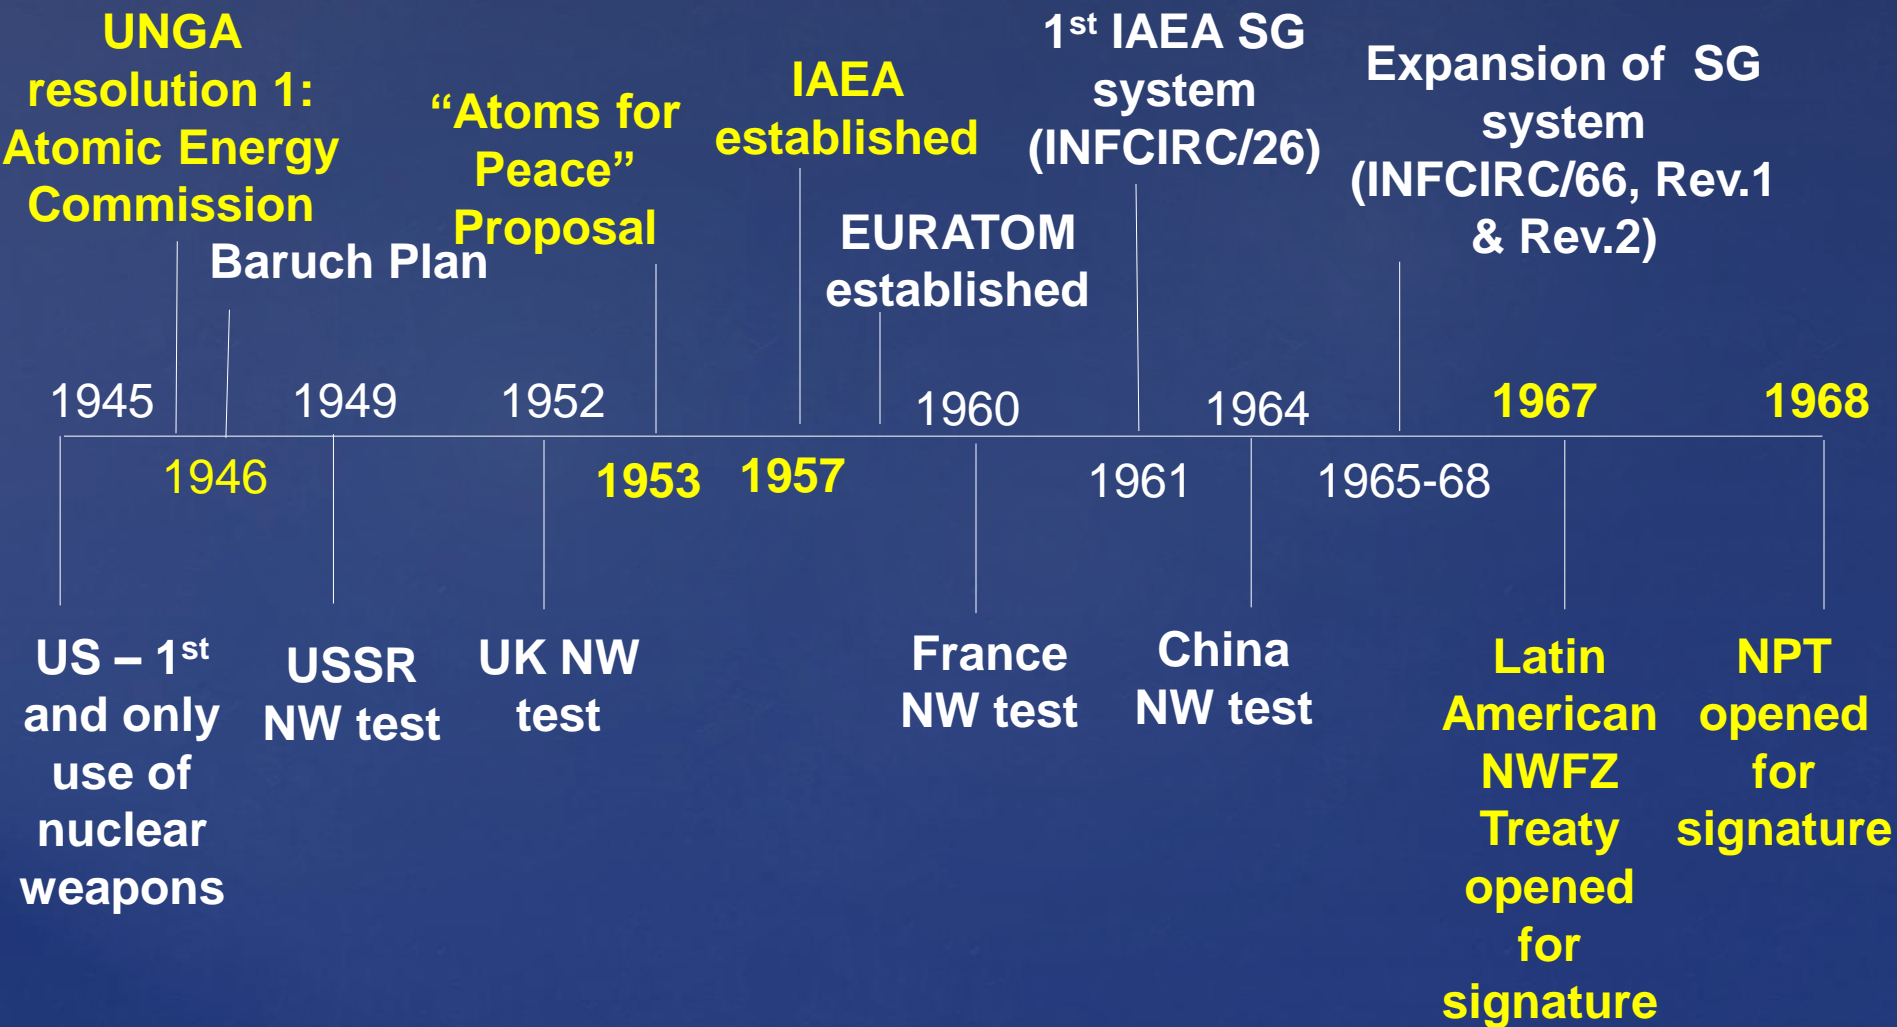 UNGA
resolution 1:
Atomic Energy
Commission
Baruch Plan
“Atoms for
Peace”
Proposal
IAEA
established
EURATOM
established
1st IAEA SG
system
(INFCIRC/26)
Expansion of SG
system
(INFCIRC/66, Rev.1
& Rev.2)
1945
1949
1952
1960
1964
1967
1968
1946
1953
1957
1961
1965-68
US – 1st
and only
use of
nuclear
weapons
USSR
NW test
UK NW
test
France
NW test
China
NW test
Latin
American
NWFZ
Treaty
opened
for
signature
NPT
opened
for
signature